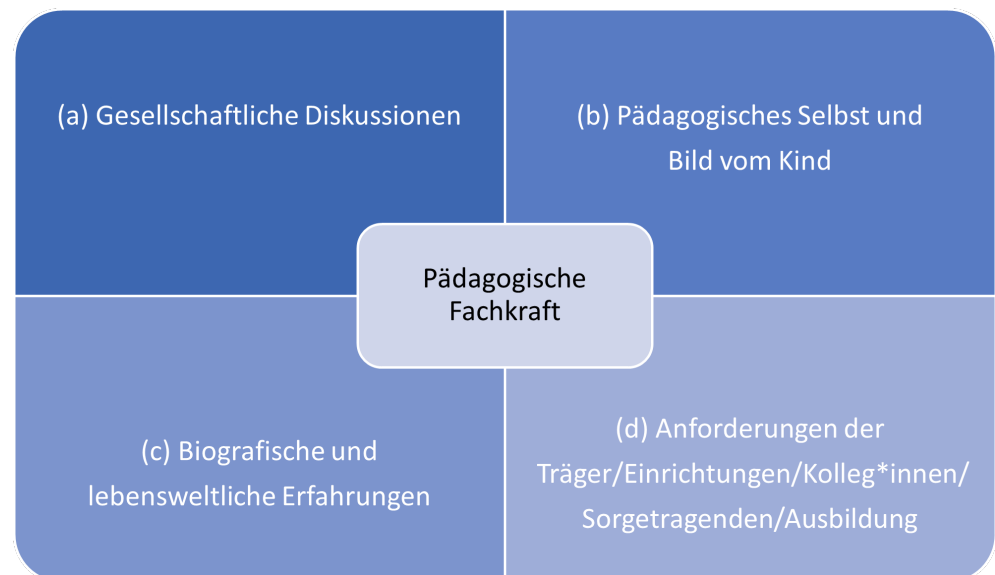 (a) Gesellschaftliche Diskussionen
(b) Pädagogisches Selbst und
Bild vom Kind
Pädagogische
Fachkraft
(c) Biografische und
lebensweltliche Erfahrungen
(d) Anforderungen der
Träger/Einrichtungen/Kolleg*innen/
Sorgetragenden/Ausbildung